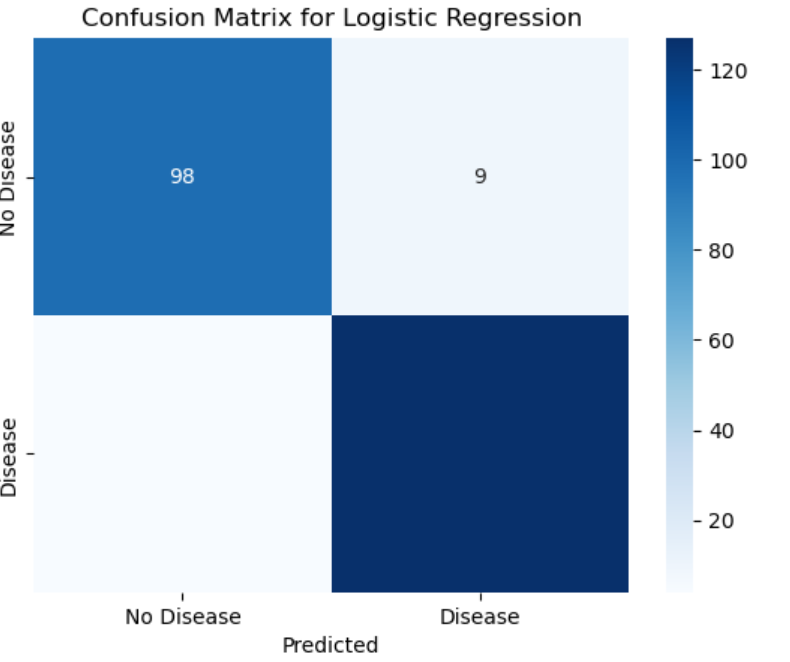 Confusion Matrix for Logistic Regression
No Disease
98
9
Disease
No Disease
Disease
Predicted
120
100
80
60
40
20